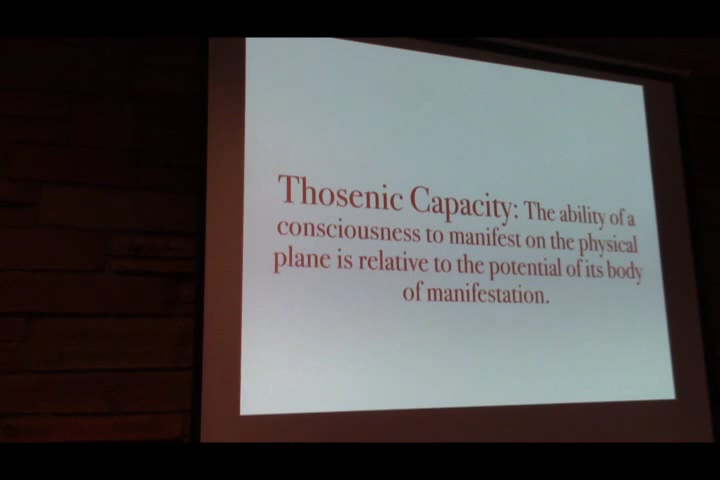 Thosenic Capacity: The ability of a
consciousness to manifest on the physical
plane is relative to the potential of its body
of manifestation.